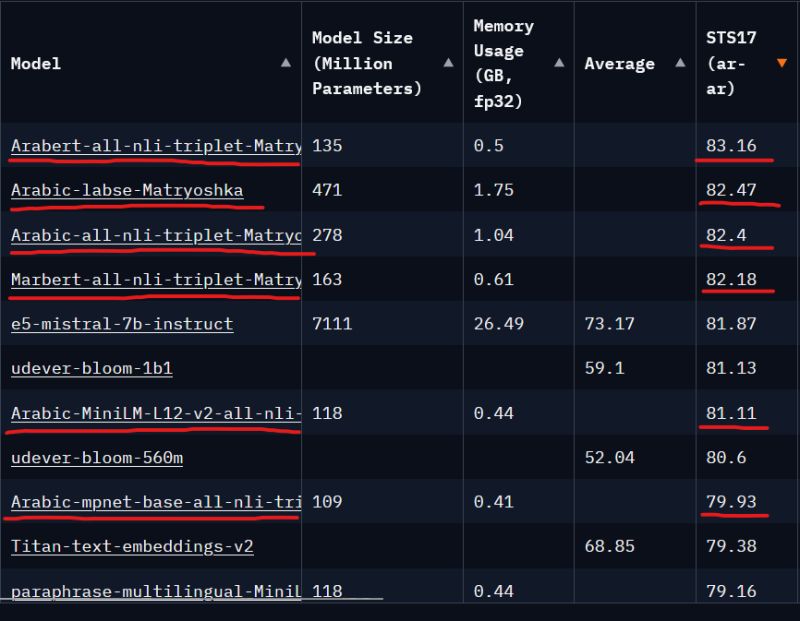 Model Model Size (Million Parameters) Memory Usage (GB, fp32) Average STS17 (ar-ar)
Arabert-all-nli-triplet-Matry 135 0.5 83.16
Arabic-labse-Matryoshka 471 1.75 82.47
Arabic-all-nli-triplet-Matryo 278 1.04 82.4
Marbert-all-nli-triplet-Matry 163 0.61 82.18
e5-mistral-7b-instruct 7111 26.49 73.17 81.87
udever-bloom-1b1 59.1 81.13
Arabic-MiniLM-L12-v2-all-nli- 118 0.44 81.11
udever-bloom-560m 52.04 80.6
Arabic-mpnet-base-all-nli-tri 109 0.41 79.93
Titan-text-embeddings-v2 68.85 79.38
paraphrase-multilingual-MiniL 118 0.44 79.16